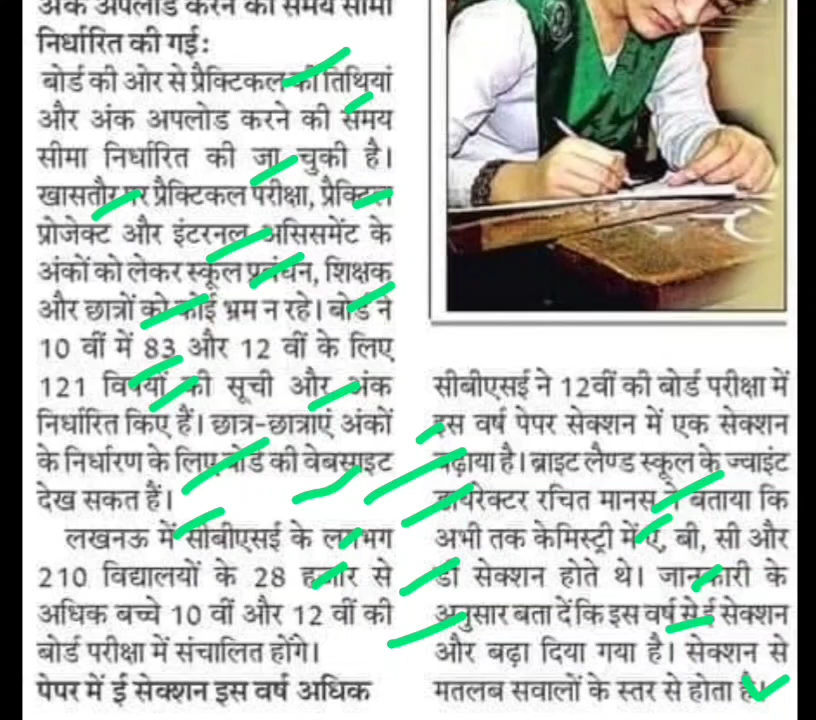 अंक अपलोड करने की समय सीमा
निर्धारित की गई:
बोर्ड की ओर से प्रैक्टिकल की तिथियां
और अंक अपलोड करने की समय
सीमा निर्धारित की जा चुकी है।
खासतौर पर प्रैक्टिकल परीक्षा, प्रैक्टिल
प्रोजेक्ट और इंटरनल असिसमेंट के
अंकों को लेकर स्कूल प्रबंधन, शिक्षक
और छात्रों को कोई भ्रम न रहे। बोर्ड ने
10 वीं में 83 और 12 वीं के लिए
121 विषयों की सूची और अंक
निर्धारित किए हैं। छात्र-छात्राएं अंकों
के निर्धारण के लिए बोर्ड की वेबसाइट
देख सकत हैं।
लखनऊ में सीबीएसई के लगभग
210 विद्यालयों के 28 हजार से
अधिक बच्चे 10 वीं और 12 वीं की
बोर्ड परीक्षा में संचालित होंगे।
पेपर में ई सेक्शन इस वर्ष अधिक
सीबीएसई ने 12वीं की बोर्ड परीक्षा में
इस वर्ष पेपर सेक्शन में एक सेक्शन
बढ़ाया है। ब्राइट लैण्ड स्कूल के ज्वाइंट
डायरेक्टर रचित मानस ने बताया कि
अभी तक केमिस्ट्री में ए, बी, सी और
डी सेक्शन होते थे। जानकारी के
अनुसार बता दें कि इस वर्ष से ई सेक्शन
और बढ़ा दिया गया है। सेक्शन से
मतलब सवालों के स्तर से होता है।